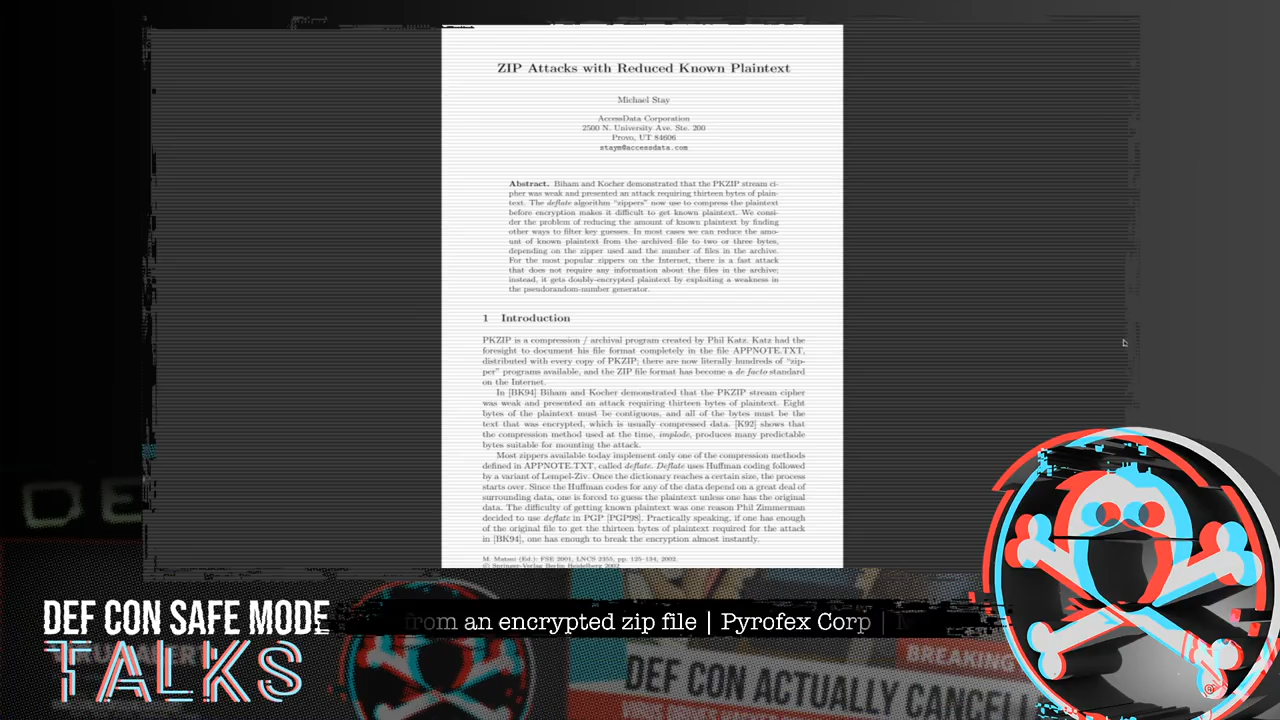 ZIP Attacks with Reduced Known Plaintext
Michael Stay
AccessData Corporation
2500 N. University Ave. Ste. 200
Provo, UT 84606
staym@accessdata.com
Abstract. Biham and Kocher demonstrated that the PKZIP stream ci-
pher was weak and presented an attack requiring thirteen bytes of plain-
text. The deflate algorithm “zippers” now use to compress the plaintext
before encryption makes it difficult to get known plaintext. We consi-
der the problem of reducing the amount of known plaintext by finding
other ways to filter key guesses. In most cases we can reduce the amo-
unt of known plaintext from the archived file to two or three bytes,
depending on the zipper used and the number of files in the archive.
For the most popular zippers on the Internet, there is a fast attack
that does not require any information about the files in the archive;
instead, it gets doubly-encrypted plaintext by exploiting a weakness in
the pseudorandom-number generator.
1 Introduction
PKZIP is a compression / archival program created by Phil Katz. Katz had the
foresight to document his file format completely in the file APPNOTE.TXT,
distributed with every copy of PKZIP; there are now literally hundreds of “zip-
per” programs available, and the ZIP file format has become a de facto standard
on the Internet.
In [BK94] Biham and Kocher demonstrated that the PKZIP stream cipher
was weak and presented an attack requiring thirteen bytes of plaintext. Eight
bytes of the plaintext must be contiguous, and all of the bytes must be the
text that was encrypted, which is usually compressed data. [K92] shows that
the compression method used at the time, implode, produces many predictable
bytes suitable for mounting the attack.
Most zippers available today implement only one of the compression methods
defined in APPNOTE.TXT, called deflate. Deflate uses Huffman coding followed
by a variant of Lempel-Ziv. Once the dictionary reaches a certain size, the process
starts over. Since the Huffman codes for any of the data depend on a great deal of
surrounding data, one is forced to guess the plaintext unless one has the original
data. The difficulty of getting known plaintext was one reason Phil Zimmerman
decided to use deflate in PGP [PGP98]. Practically speaking, if one has enough
of the original file to get the thirteen bytes of plaintext required for the attack
in [BK94], one has enough to break the encryption almost instantly.
M. Matsui (Ed.): FSE 2001, LNCS 2355, pp. 125–134, 2002.
© Springer-Verlag Berlin Heidelberg 2002
DEF CON SAFE MODE
TALKS
from an encrypted zip file | Pyrofex Corp |
BREAKING
DEF CON ACTUALLY CANCELL